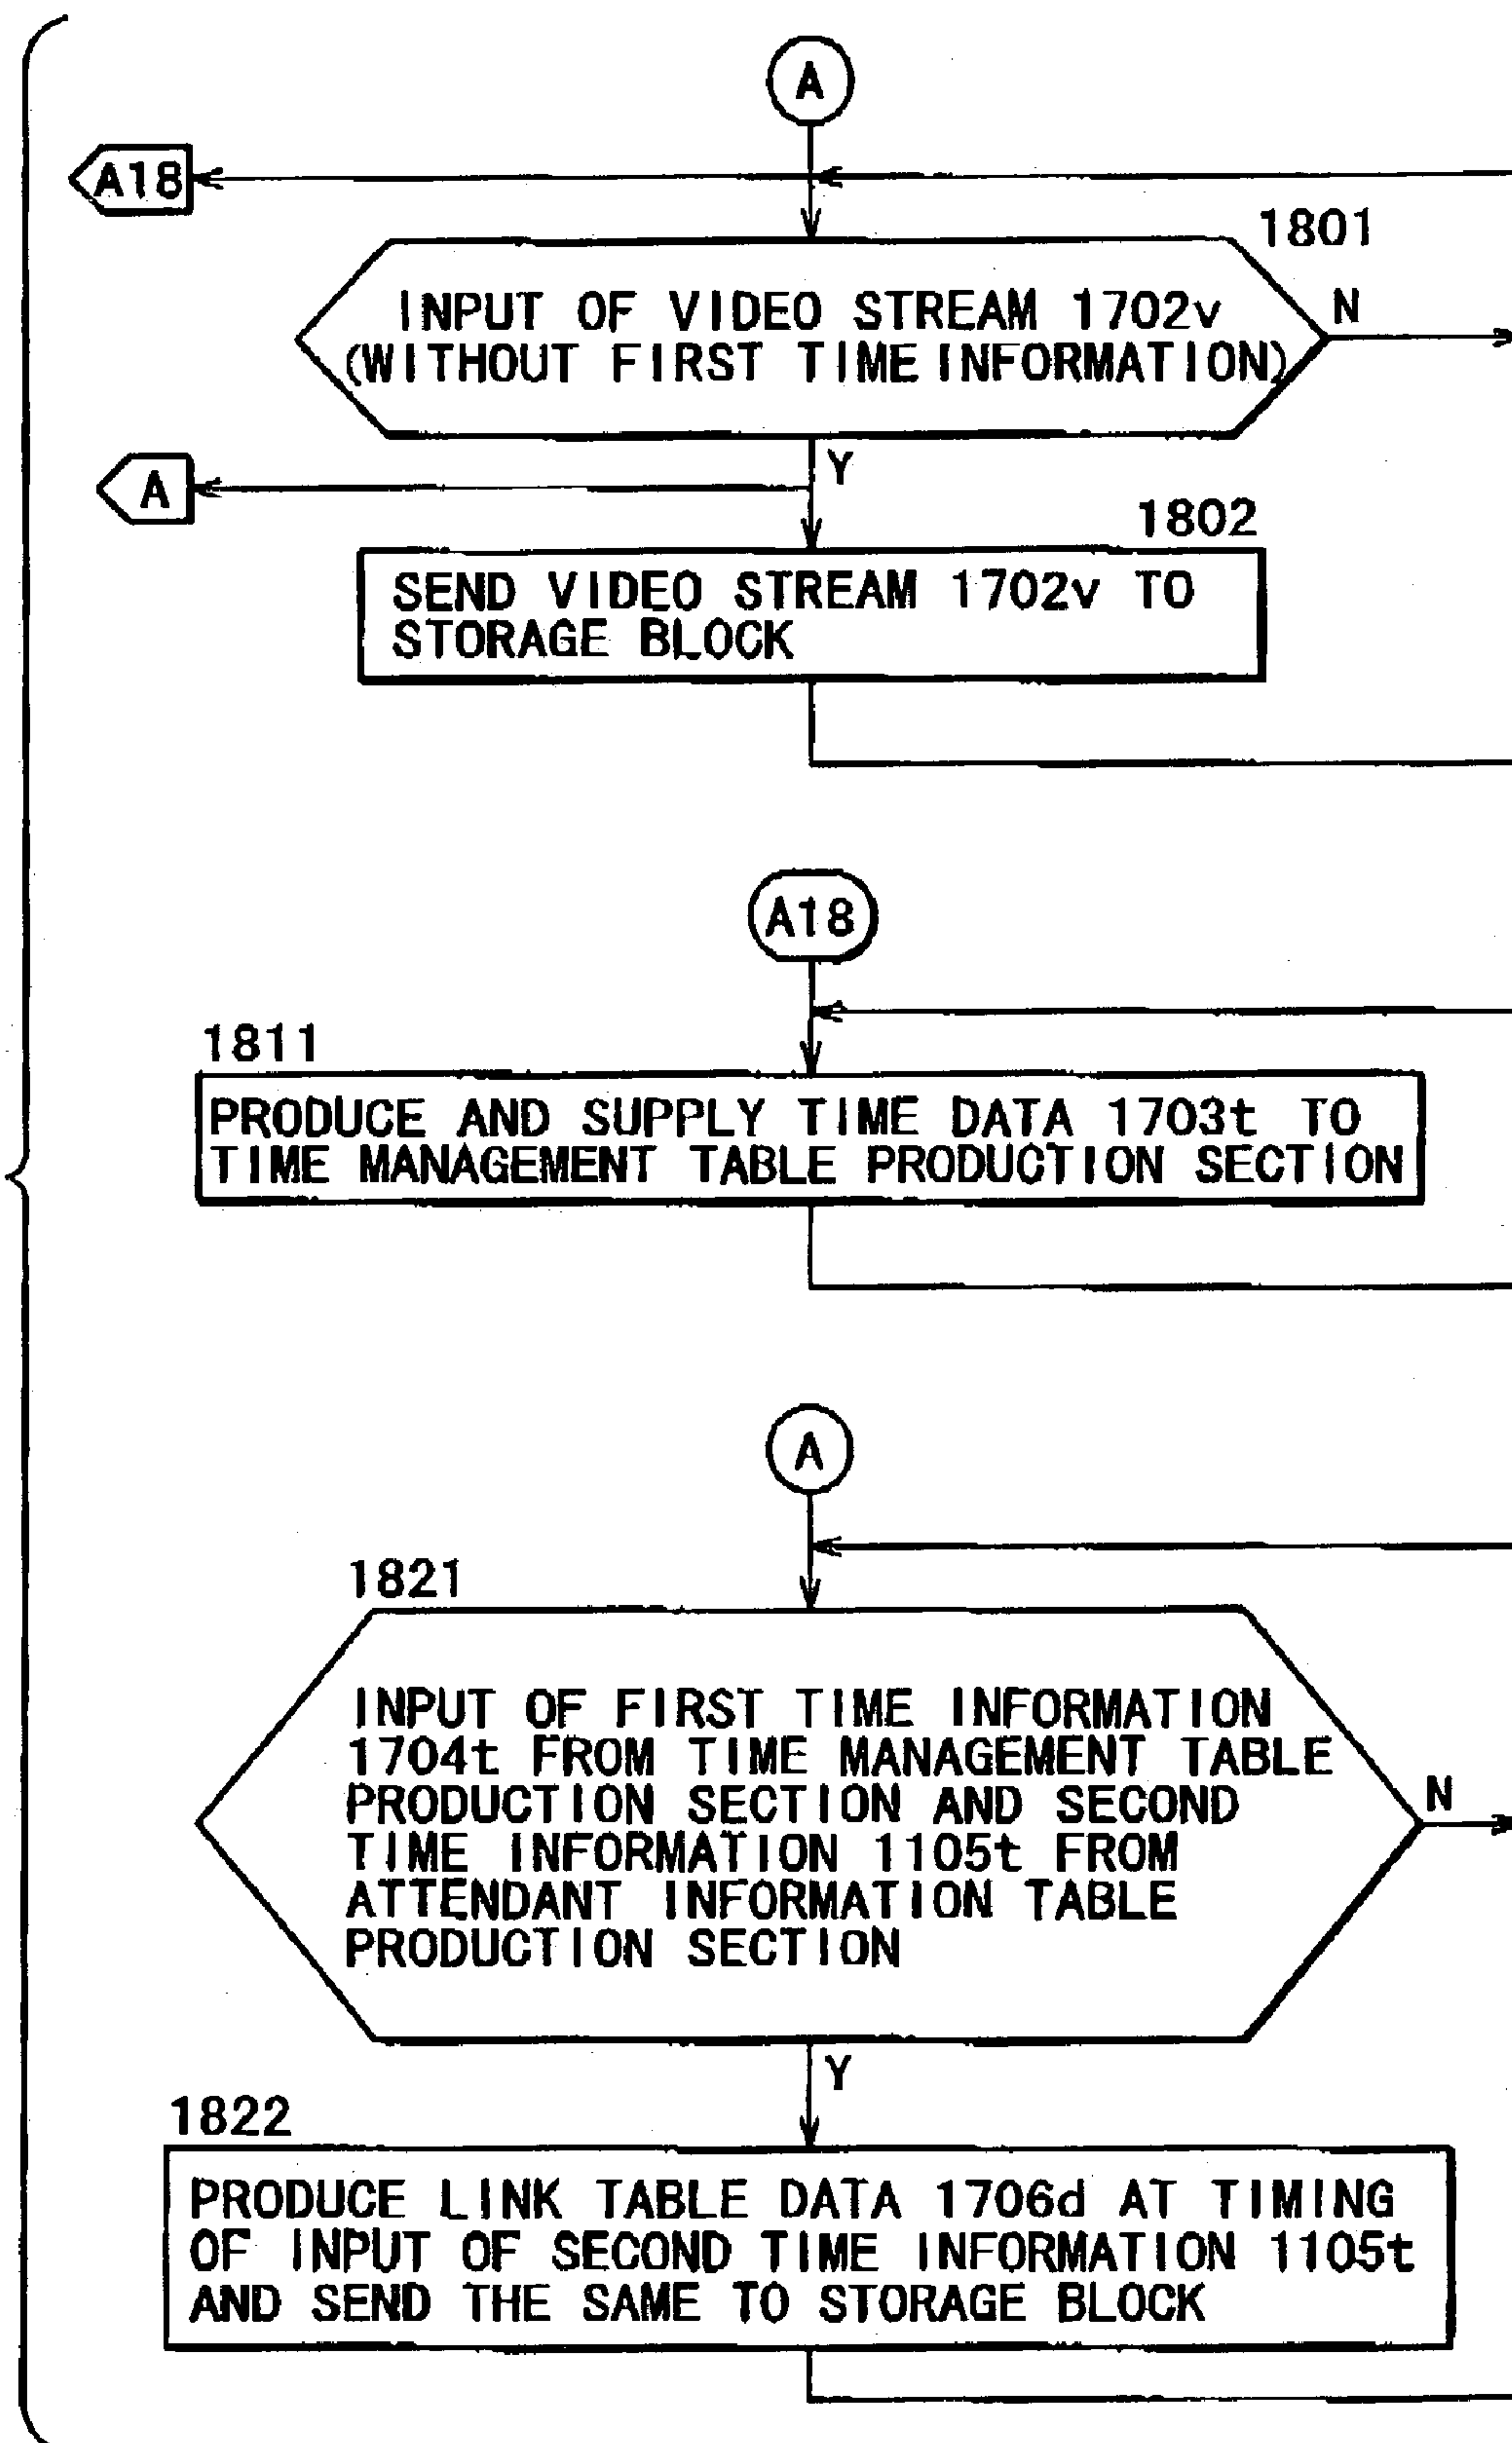 A
A18
1801
INPUT OF VIDEO STREAM 1702v
(WITHOUT FIRST TIME INFORMATION)
N
Y
A
1802
SEND VIDEO STREAM 1702v TO
STORAGE BLOCK
A18
1811
PRODUCE AND SUPPLY TIME DATA 1703t TO
TIME MANAGEMENT TABLE PRODUCTION SECTION
A
1821
INPUT OF FIRST TIME INFORMATION
1704t FROM TIME MANAGEMENT TABLE
PRODUCTION SECTION AND SECOND
TIME INFORMATION 1105t FROM
ATTENDANT INFORMATION TABLE
PRODUCTION SECTION
N
Y
1822
PRODUCE LINK TABLE DATA 1706d AT TIMING
OF INPUT OF SECOND TIME INFORMATION 1105t
AND SEND THE SAME TO STORAGE BLOCK